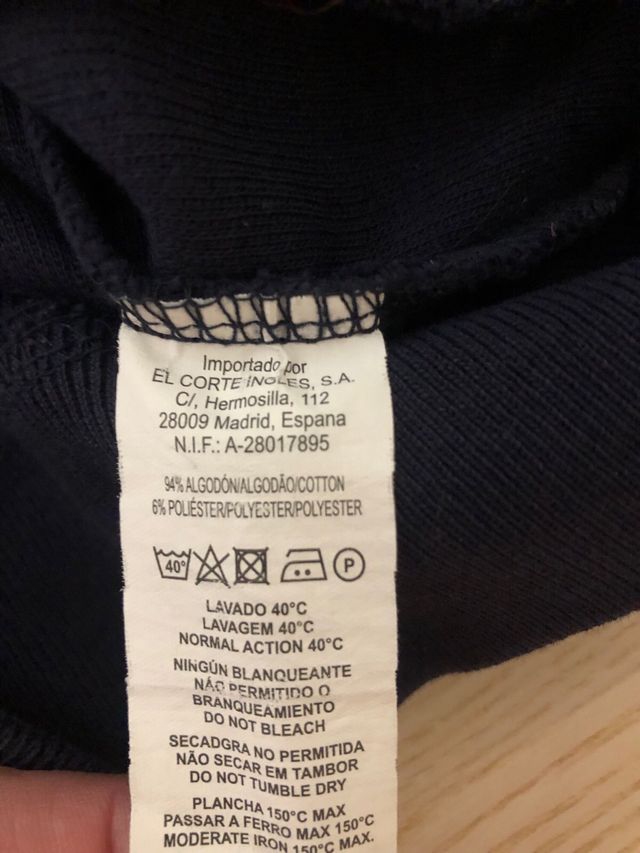 Importado por
EL CORTE INGLES, S.A.
C/, Hermosilla, 112
28009 Madrid, Espana
N.I.F.: A-28017895
94% ALGODÓN/ALGODÃO/COTTON
6% POLIÉSTER/POLYESTER/POLYESTER
40° P
LAVADO 40°C
LAVAGEM 40°C
NORMAL ACTION 40°C
NINGÚN BLANQUEANTE
NÃO PERMITIDO O
BRANQUEAMIENTO
DO NOT BLEACH
SECADGRA NO PERMITIDA
NÃO SECAR EM TAMBOR
DO NOT TUMBLE DRY
PLANCHA 150°C MAX
PASSAR A FERRO MAX 150°C
MODERATE IRON 150°C MAX.